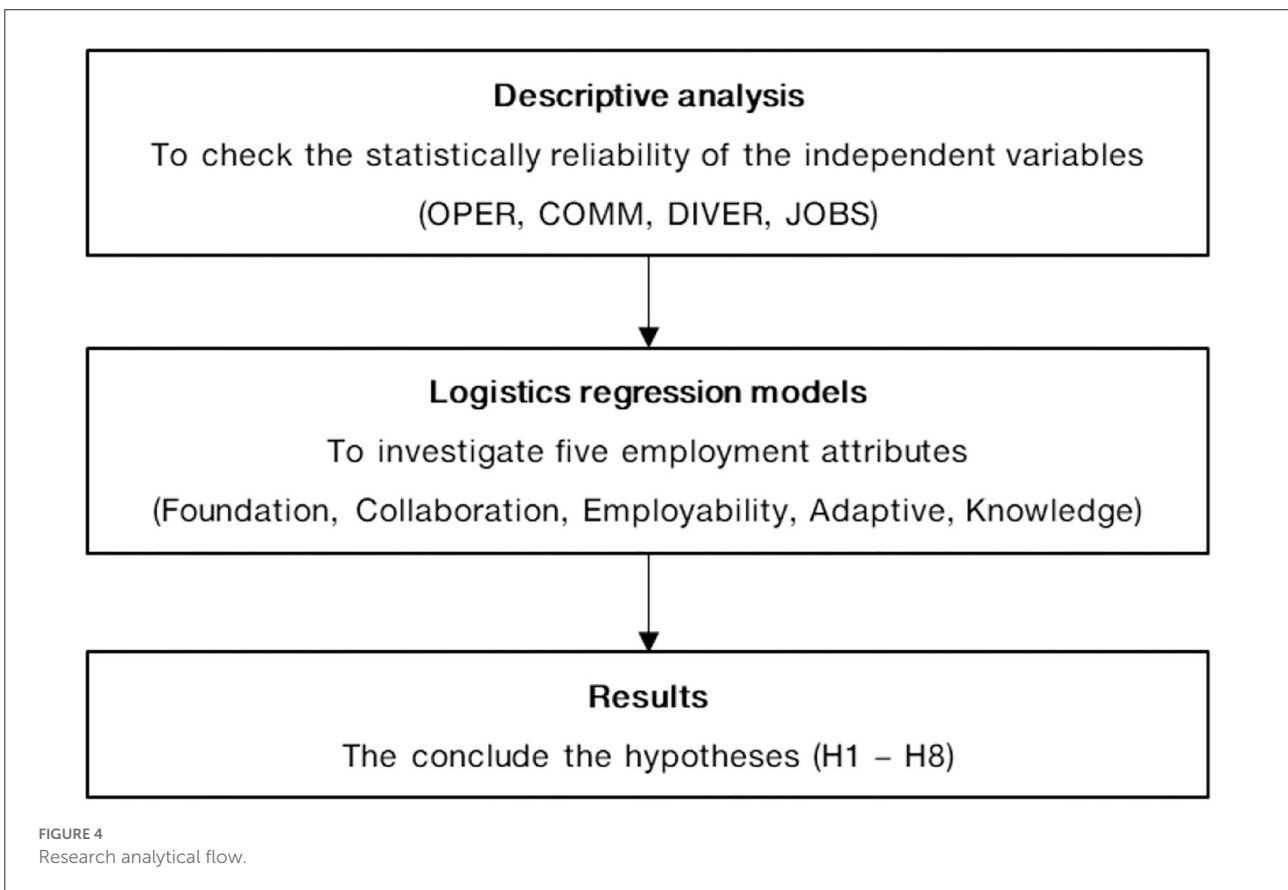 Descriptive analysis
To check the statistically reliability of the independent variables
(OPER, COMM, DIVER, JOBS)
Logistics regression models
To investigate five employment attributes
(Foundation, Collaboration, Employability, Adaptive, Knowledge)
Results
The conclude the hypotheses (H1 – H8)
FIGURE 4
Research analytical flow.